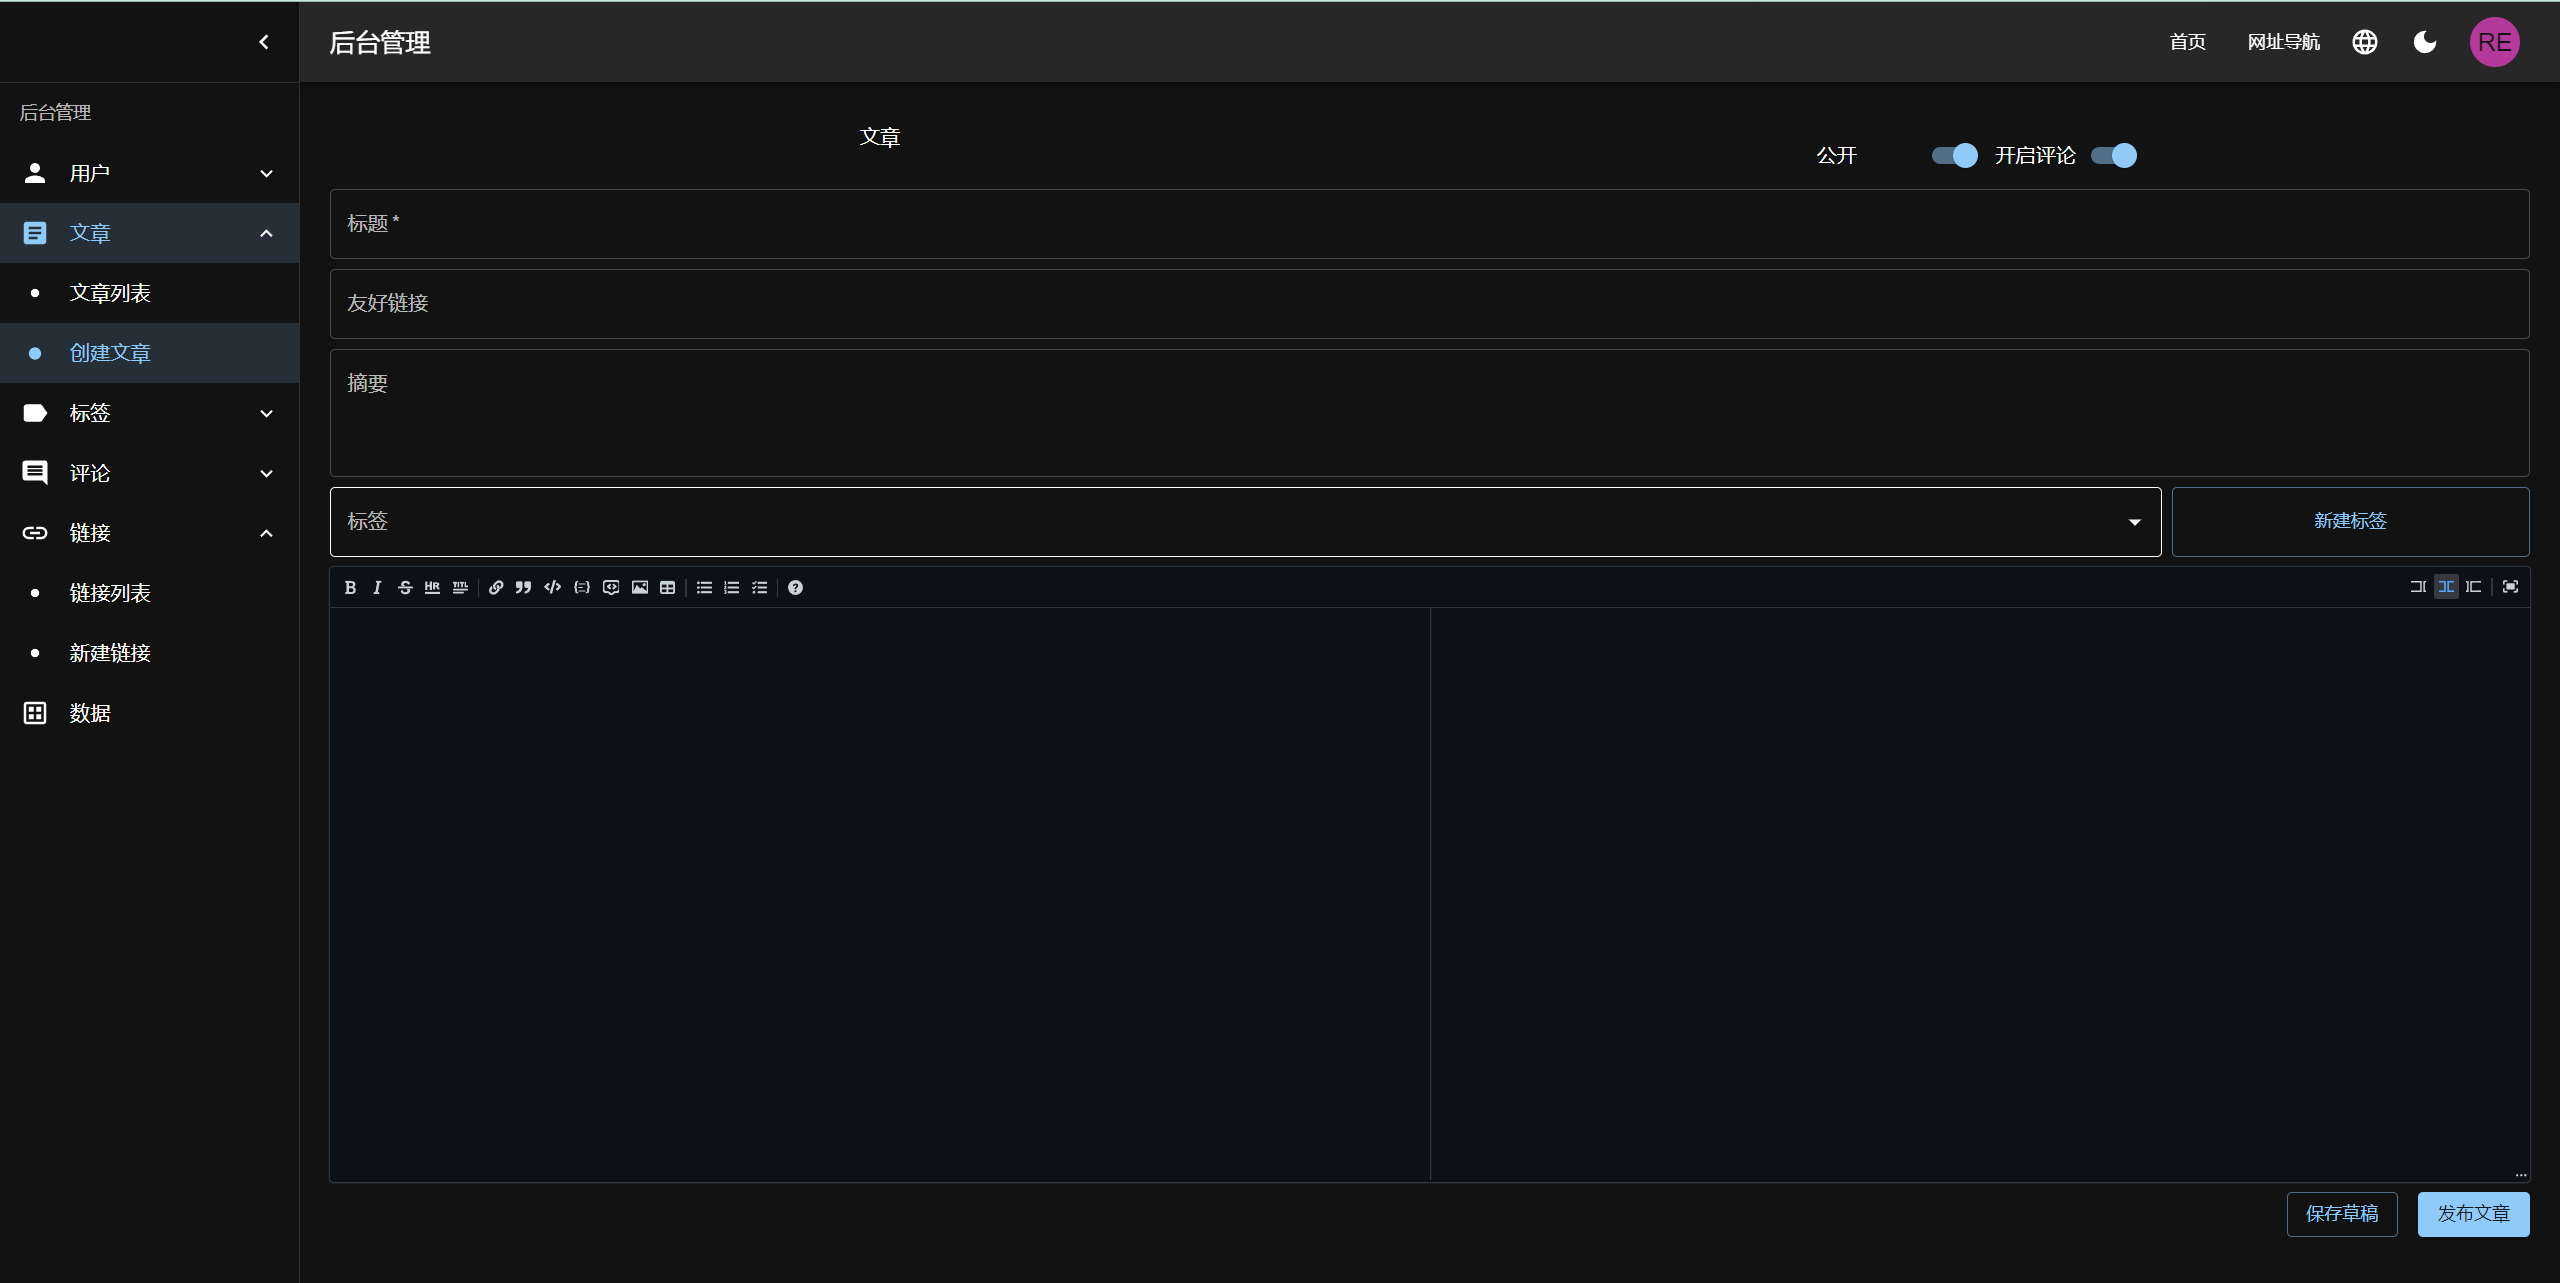 后台管理
首页
网址导航
RE
后台管理
用户
文章
文章列表
创建文章
标签
评论
链接
链接列表
新建链接
数据
文章
公开
开启评论
标题 *
友好链接
摘要
标签
新建标签
B I S HR TITL
保存草稿
发布文章